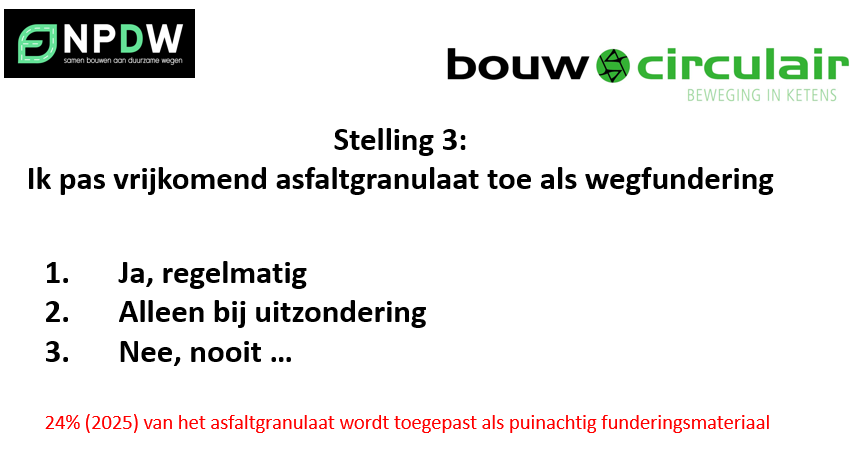 NPDW
samen bouwen aan duurzame wegen
bouw circulair
BEWEGING IN KETENS
Stelling 3:
Ik pas vrijkomend asfaltgranulaat toe als wegfundering
1. Ja, regelmatig
2. Alleen bij uitzondering
3. Nee, nooit ...
24% (2025) van het asfaltgranulaat wordt toegepast als puinachtig funderingsmateriaal